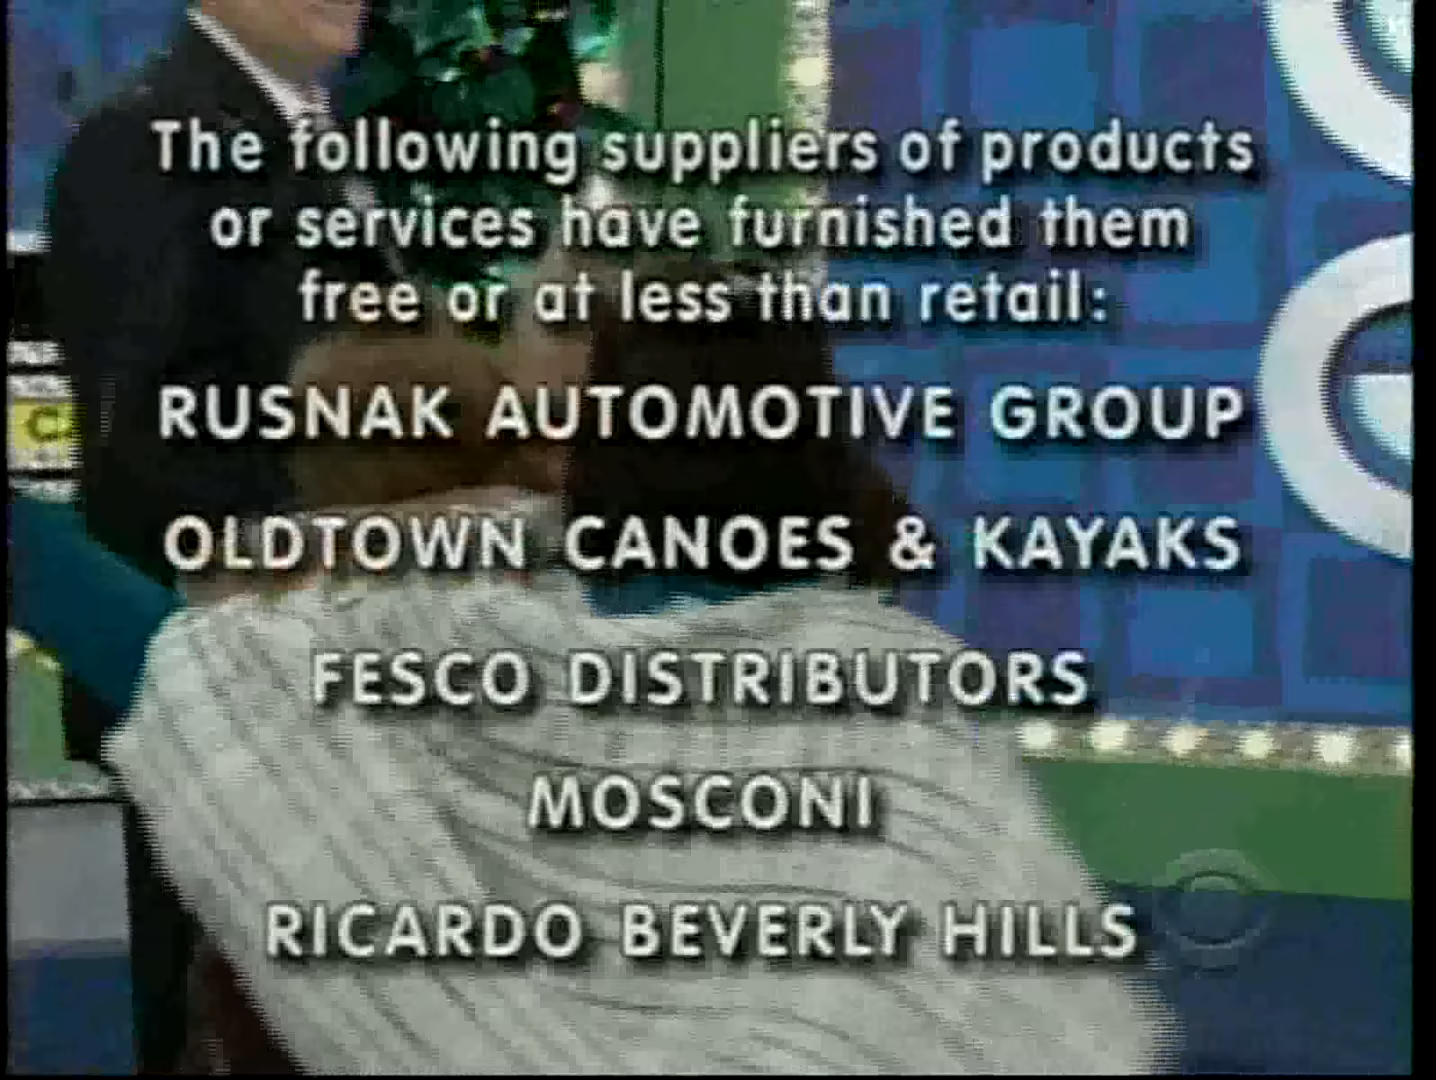 The following suppliers of products
or services have furnished them
free or at less than retail:
RUSNAK AUTOMOTIVE GROUP
OLDTOWN CANOES & KAYAKS
FESCO DISTRIBUTORS
MOSCONI
RICARDO BEVERLY HILLS